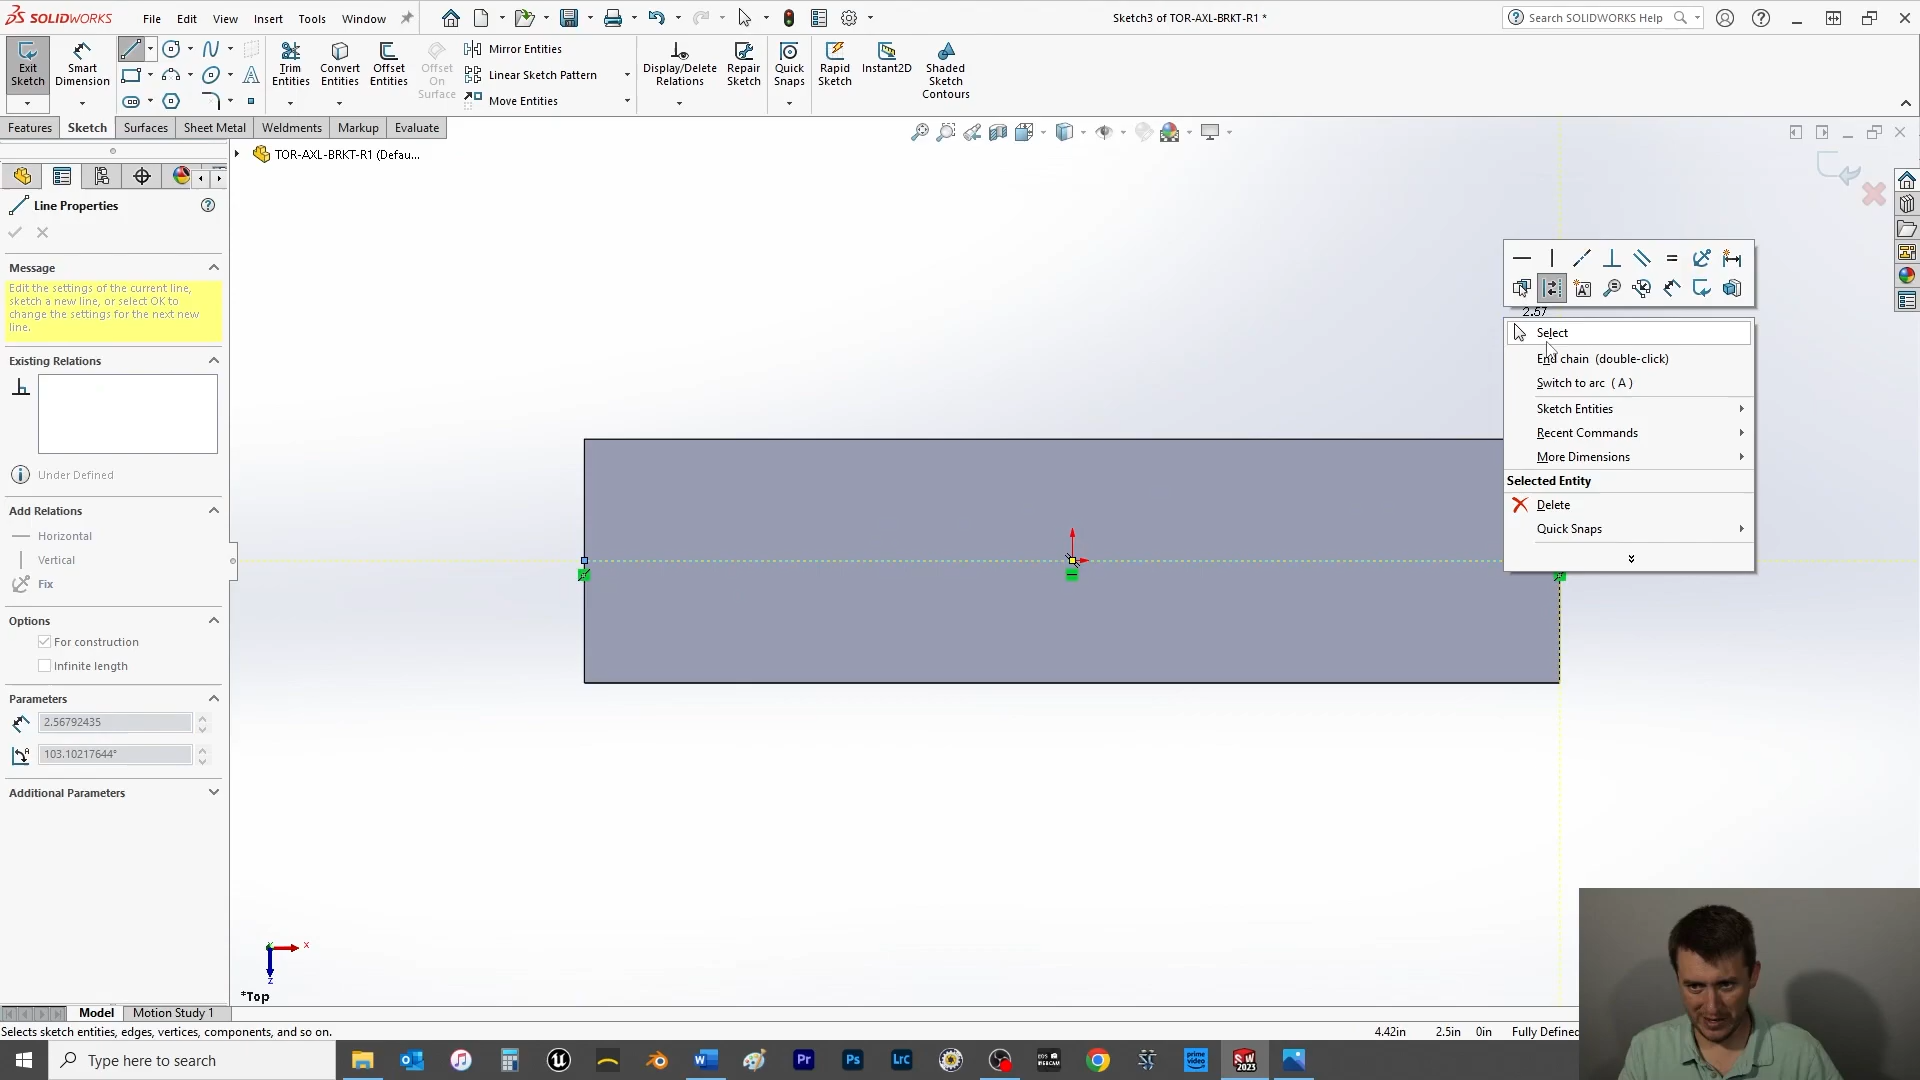 SOLIDWORKS
File
Edit
View
Insert
Tools
Window
Sketch3 of TOR-AXL-BRKT-R1 *
Search SOLIDWORKS Help
Exit
Sketch
Smart
Dimension
Trim
Entities
Convert
Entities
Offset
Entities
Offset
On
Surface
Mirror Entities
Linear Sketch Pattern
Move Entities
Display/Delete
Relations
Repair
Sketch
Quick
Snaps
Rapid
Sketch
Instant2D
Shaded
Sketch
Contours
Features
Sketch
Surfaces
Sheet Metal
Weldments
Markup
Evaluate
TOR-AXL-BRKT-R1 (Defau...
Line Properties
Message
Edit the settings of the current line,
sketch a new line, or select OK to
change the settings for the next new
line.
Existing Relations
Under Defined
Add Relations
Horizontal
Vertical
Fix
Options
For construction
Infinite length
Parameters
2.56792435
103.10217644°
Additional Parameters
2.57
Select
End chain (double-click)
Switch to arc ( A )
Sketch Entities
Recent Commands
More Dimensions
Selected Entity
Delete
Quick Snaps
x
z
*Top
Model
Motion Study 1
Selects sketch entities, edges, vertices, components, and so on.
4.42in
2.5in
0in
Fully Defined
Type here to search